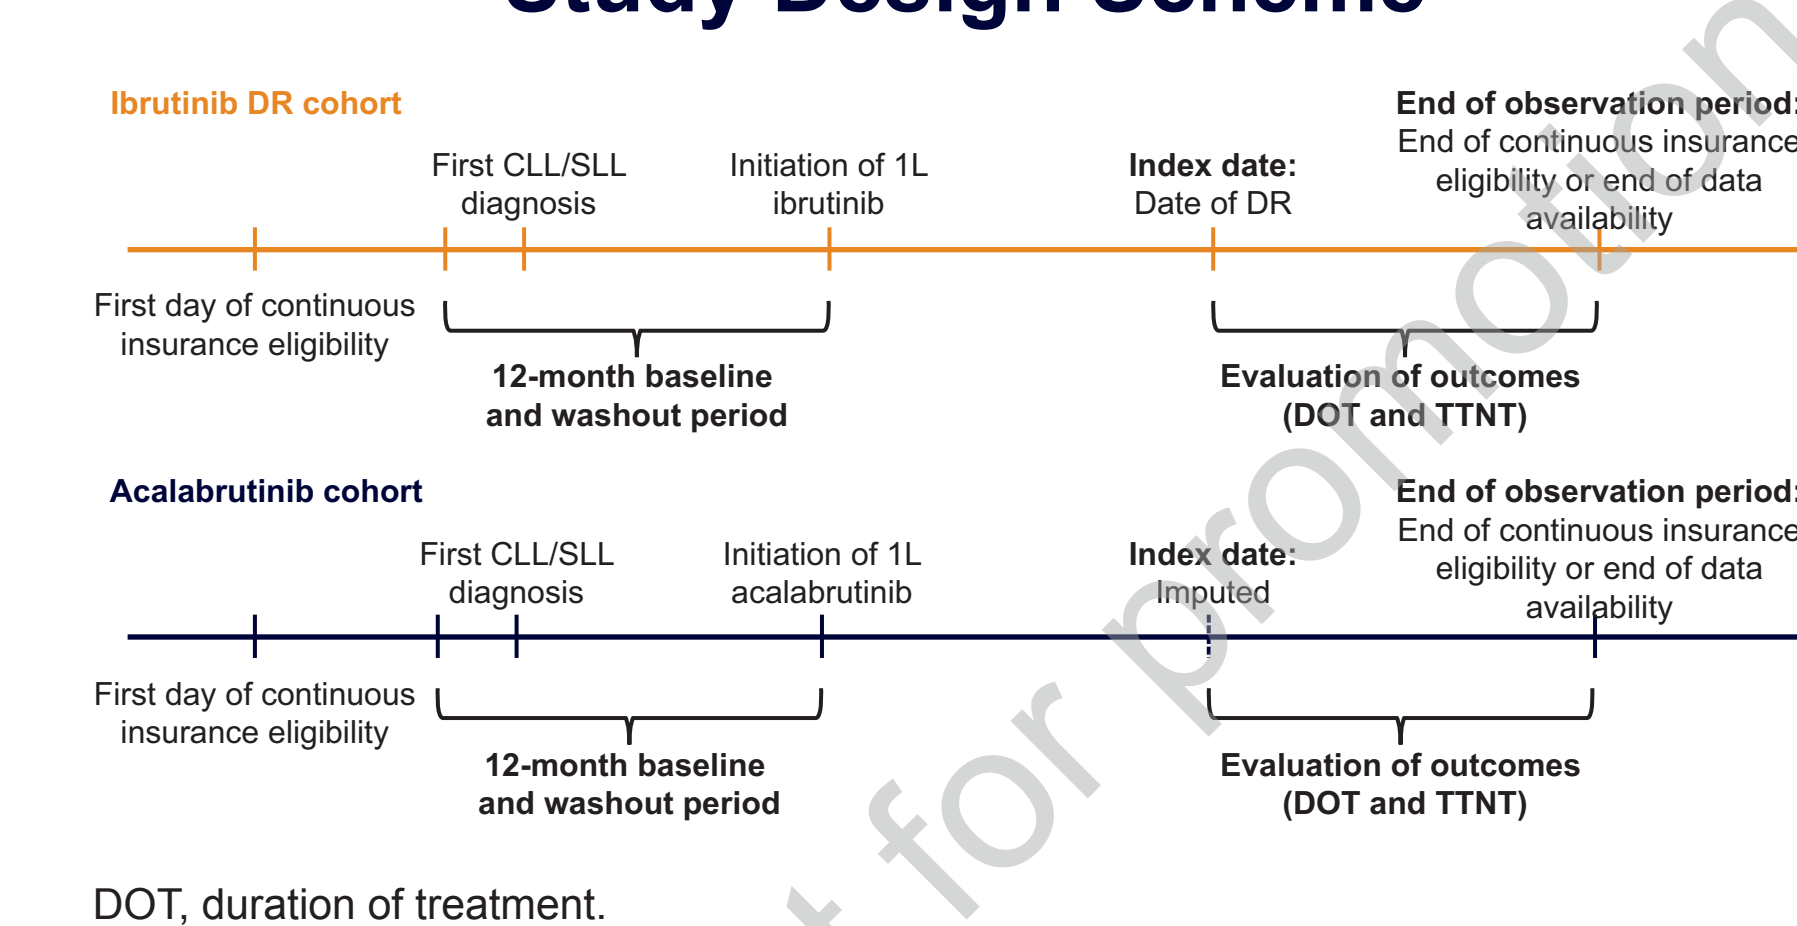 Study Design Scheme
Ibrutinib DR cohort
End of observation period:
End of continuous insurance
eligibility or end of data
availability
First CLL/SLL
diagnosis
Initiation of 1L
ibrutinib
Index date:
Date of DR
First day of continuous
insurance eligibility
12-month baseline
and washout period
Evaluation of outcomes
(DOT and TTNT)
Acalabrutinib cohort
End of observation period:
End of continuous insurance
eligibility or end of data
availability
First CLL/SLL
diagnosis
Initiation of 1L
acalabrutinib
Index date:
Imputed
First day of continuous
insurance eligibility
12-month baseline
and washout period
Evaluation of outcomes
(DOT and TTNT)
DOT, duration of treatment.
for promotion